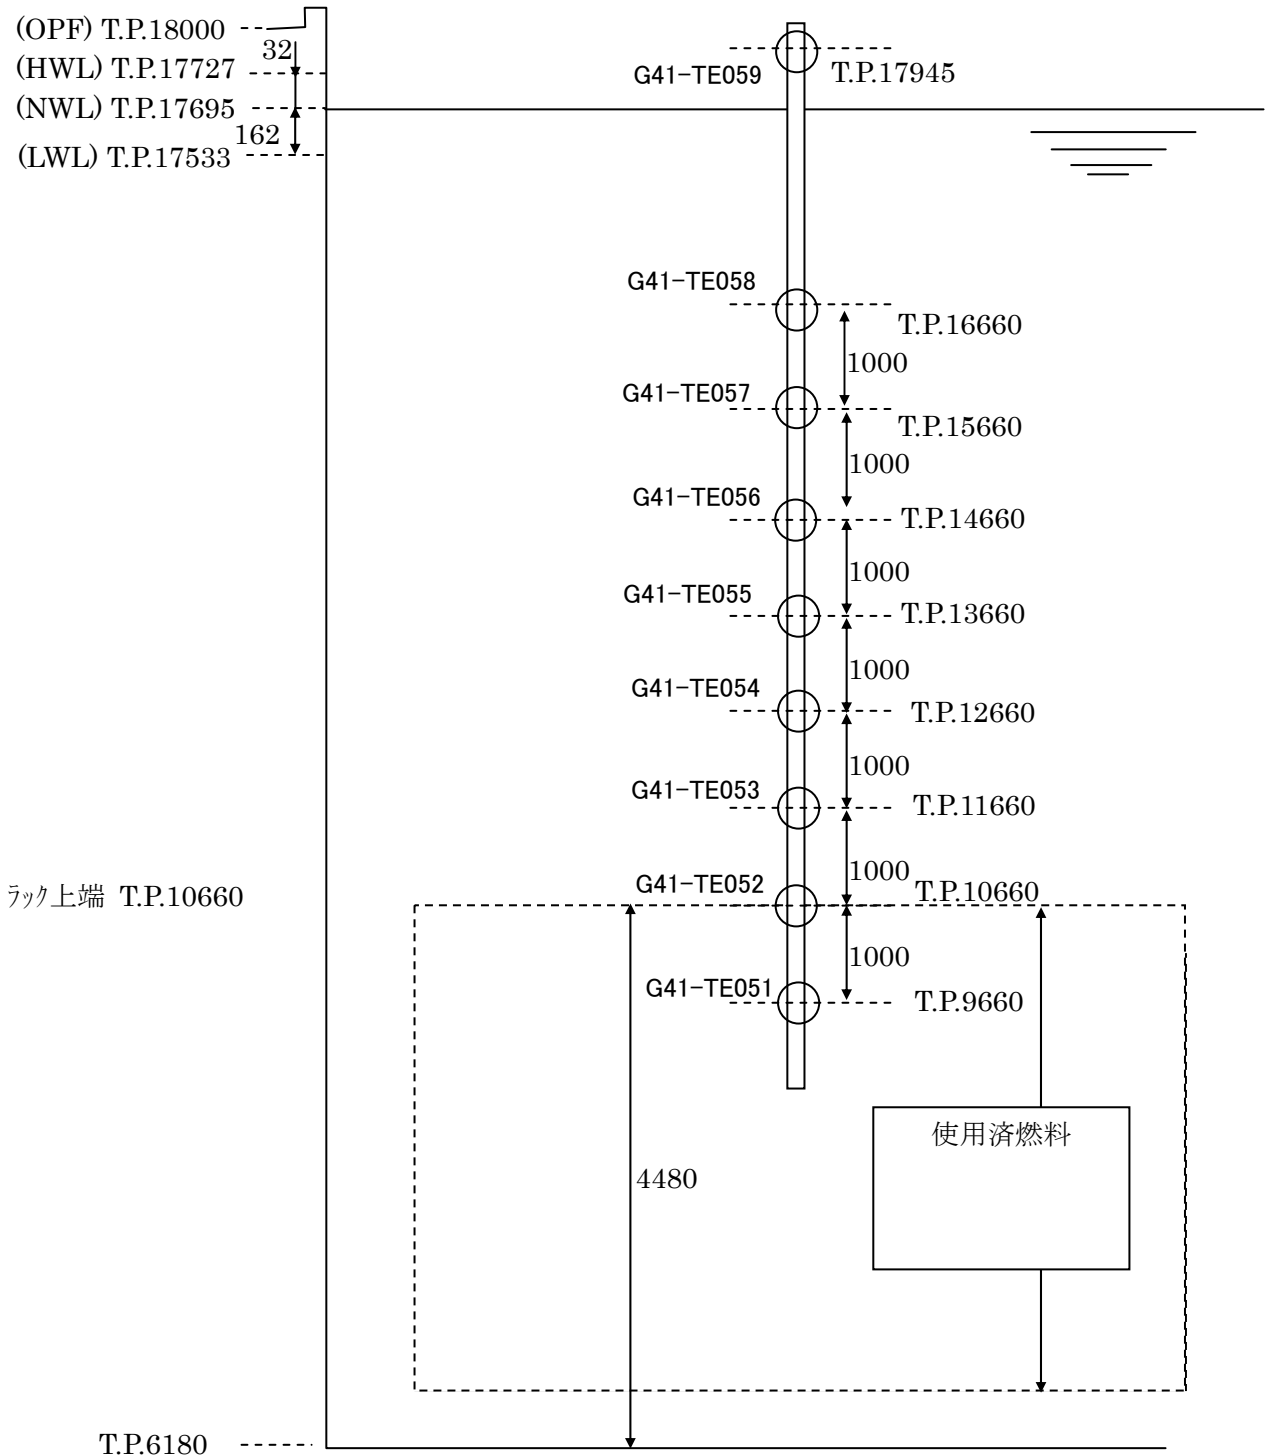 (OPF) T.P.18000
32
(HWL) T.P.17727
(NWL) T.P.17695
162
(LWL) T.P.17533
G41-TE059
T.P.17945
G41-TE058
T.P.16660
1000
G41-TE057
T.P.15660
1000
G41-TE056
T.P.14660
1000
G41-TE055
T.P.13660
1000
G41-TE054
T.P.12660
1000
G41-TE053
T.P.11660
1000
ラック上端 T.P.10660
G41-TE052
T.P.10660
1000
G41-TE051
T.P.9660
使用済燃料
4480
T.P.6180